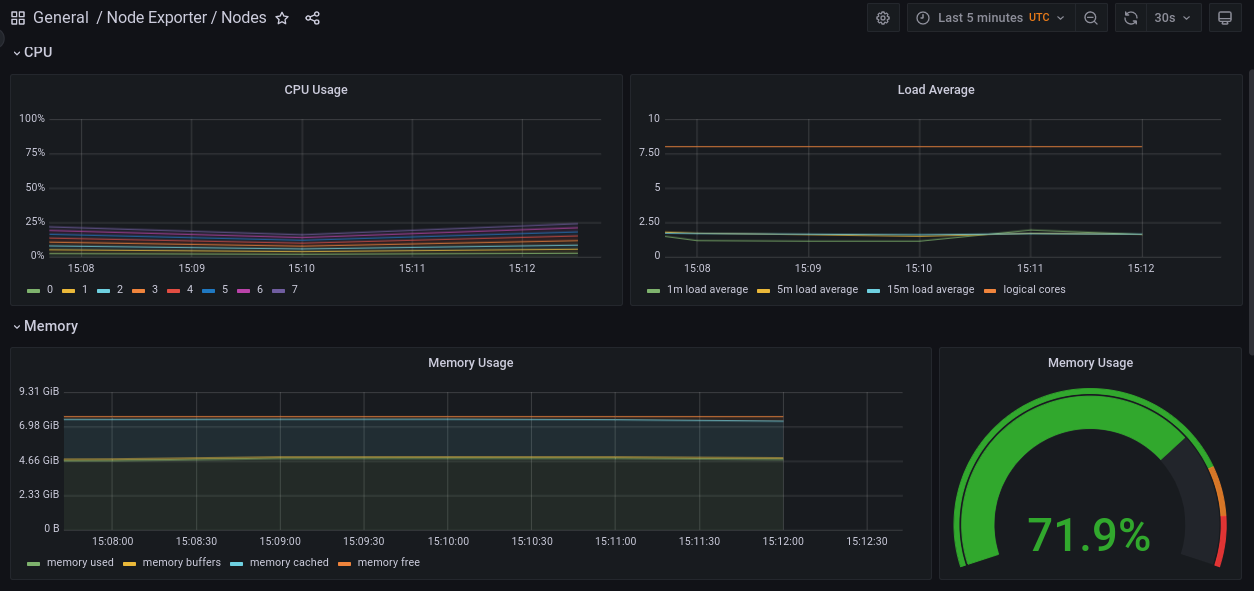 General / Node Exporter / Nodes
Last 5 minutes UTC
30s
CPU
CPU Usage
100%
75%
50%
25%
0%
15:08 15:09 15:10 15:11 15:12
0 1 2 3 4 5 6 7
Load Average
10
7.50
5
2.50
0
15:08 15:09 15:10 15:11 15:12
1m load average 5m load average 15m load average logical cores
Memory
Memory Usage
9.31 GiB
6.98 GiB
4.66 GiB
2.33 GiB
0 B
15:08:00 15:08:30 15:09:00 15:09:30 15:10:00 15:10:30 15:11:00 15:11:30 15:12:00 15:12:30
memory used memory buffers memory cached memory free
Memory Usage
71.9%